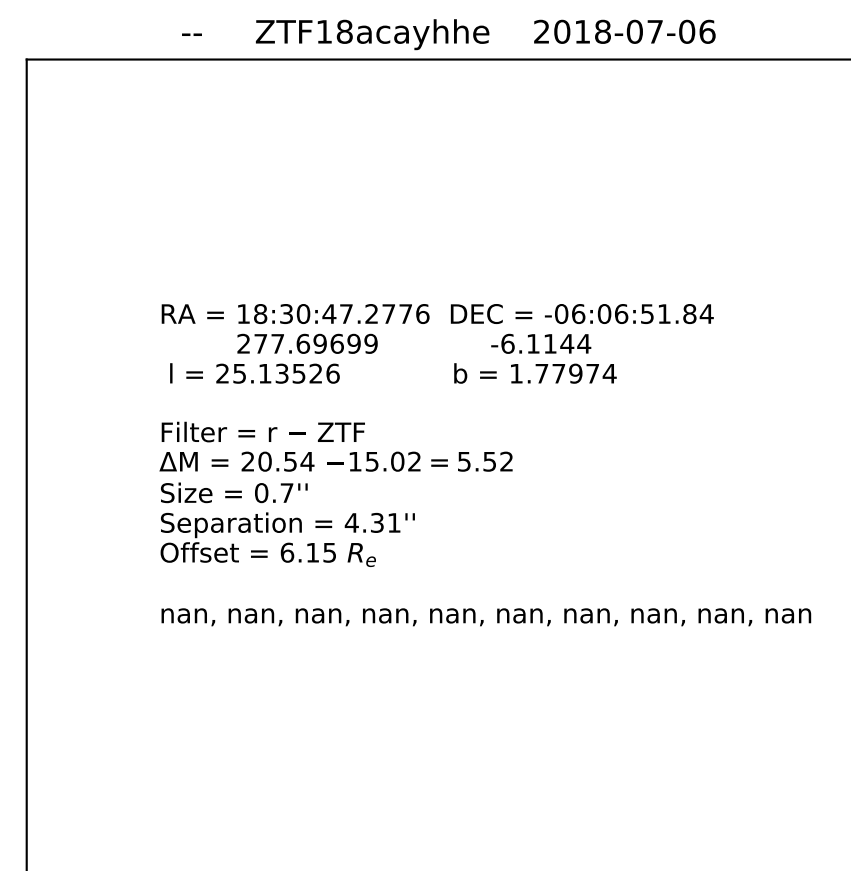 -- ZTF18acayhhe 2018-07-06
RA = 18:30:47.2776 DEC = -06:06:51.84
277.69699 -6.1144
l = 25.13526 b = 1.77974
Filter = r − ZTF
ΔM = 20.54 −15.02 = 5.52
Size = 0.7''
Separation = 4.31''
Offset = 6.15 Rₑ
nan, nan, nan, nan, nan, nan, nan, nan, nan, nan